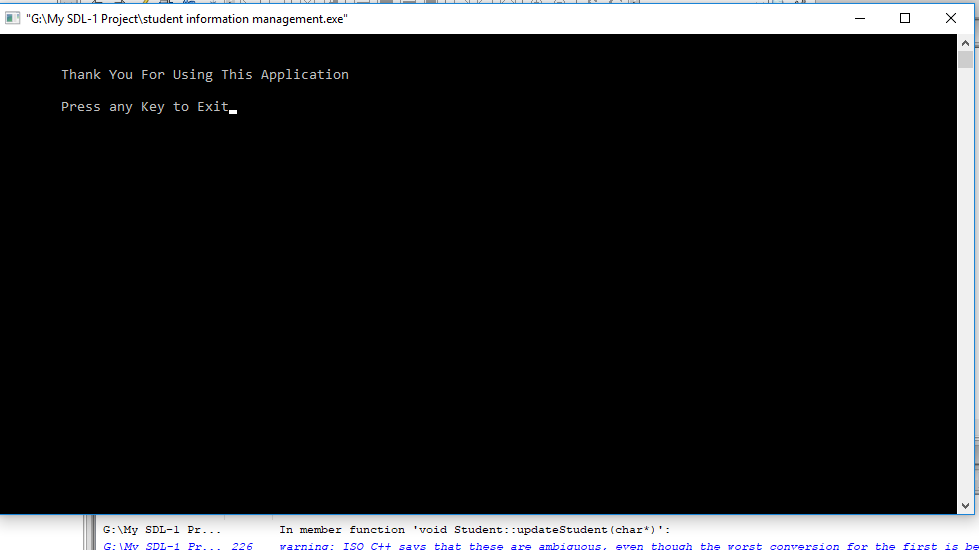 "G:\My SDL-1 Project\student information management.exe"
Thank You For Using This Application
Press any Key to Exit
G:\My SDL-1 Pr... In member function 'void Student::updateStudent(char*)':
G:\My SDL-1 Pr... 226 warning: ISO C++ says that these are ambiguous, even though the worst conversion for the first is be